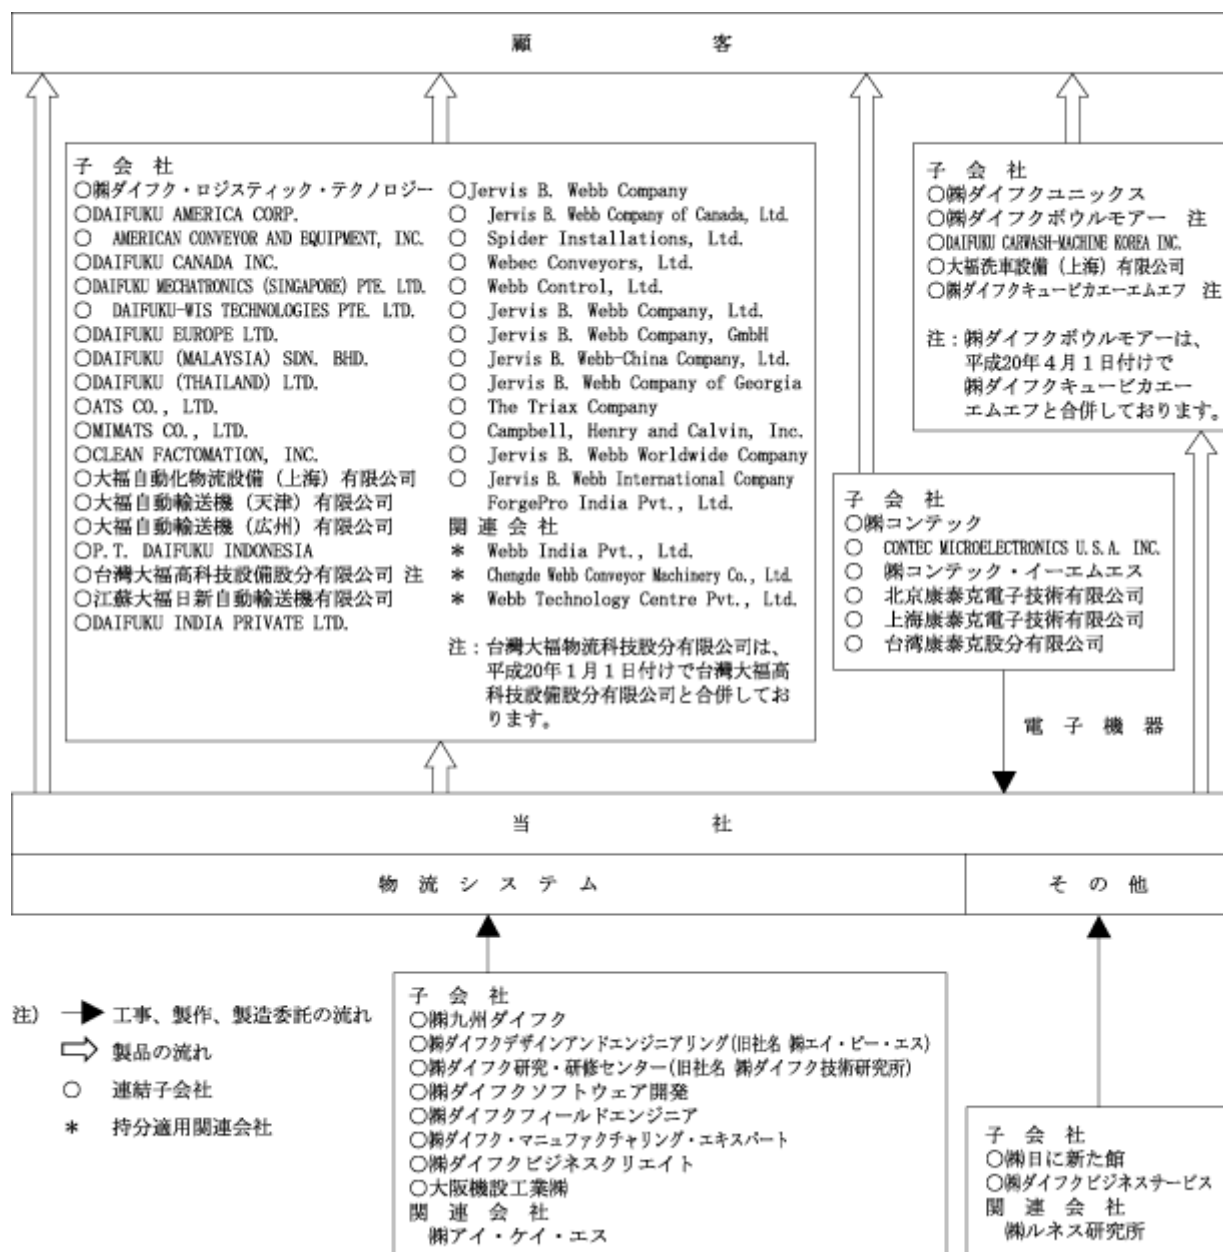 顧　客
子 会 社
○㈱ダイフク・ロジスティック・テクノロジー
○DAIFUKU AMERICA CORP.
○ AMERICAN CONVEYOR AND EQUIPMENT, INC.
○DAIFUKU CANADA INC.
○DAIFUKU MECHATRONICS (SINGAPORE) PTE. LTD.
○ DAIFUKU-WIS TECHNOLOGIES PTE. LTD.
○DAIFUKU EUROPE LTD.
○DAIFUKU (MALAYSIA) SDN. BHD.
○DAIFUKU (THAILAND) LTD.
○ATS CO., LTD.
○MIMATS CO., LTD.
○CLEAN FACTOMATION, INC.
○大福自動化物流設備（上海）有限公司
○大福自動輸送機（天津）有限公司
○大福自動輸送機（広州）有限公司
○P.T. DAIFUKU INDONESIA
○台灣大福高科技設備股分有限公司 注
○江蘇大福日新自動輸送機有限公司
○DAIFUKU INDIA PRIVATE LTD.
○Jervis B. Webb Company
○ Jervis B. Webb Company of Canada, Ltd.
○ Spider Installations, Ltd.
○ Webec Conveyors, Ltd.
○ Webb Control, Ltd.
○ Jervis B. Webb Company, Ltd.
○ Jervis B. Webb Company, GmbH
○ Jervis B. Webb-China Company, Ltd.
○ Jervis B. Webb Company of Georgia
○ The Triax Company
○ Campbell, Henry and Calvin, Inc.
○ Jervis B. Webb Worldwide Company
○ Jervis B. Webb International Company
ForgePro India Pvt., Ltd.
関 連 会 社
* Webb India Pvt., Ltd.
* Chengde Webb Conveyor Machinery Co., Ltd.
* Webb Technology Centre Pvt., Ltd.
注：台灣大福物流科技股分有限公司は、
平成20年１月１日付けで台灣大福高
科技設備股分有限公司と合併してお
ります。
子 会 社
○㈱ダイフクユニックス
○㈱ダイフクボウルモアー 注
○DAIFUKU CARWASH-MACHINE KOREA INC.
○大福洗車設備（上海）有限公司
○㈱ダイフクキュービカエーエムエフ 注
注：㈱ダイフクボウルモアーは、
平成20年４月１日付けで
㈱ダイフクキュービカエー
エムエフと合併しております。
子 会 社
○㈱コンテック
○ CONTEC MICROELECTRONICS U.S.A. INC.
○ ㈱コンテック・イーエムエス
○ 北京康泰克電子技術有限公司
○ 上海康泰克電子技術有限公司
○ 台湾康泰克股分有限公司
電 子 機 器
当　社
物 流 シ ス テ ム
そ の 他
注) 工事、製作、製造委託の流れ
製品の流れ
○ 連結子会社
* 持分適用関連会社
子 会 社
○㈱九州ダイフク
○㈱ダイフクデザインアンドエンジニアリング(旧社名 ㈱エイ・ピー・エス)
○㈱ダイフク研究・研修センター(旧社名 ㈱ダイフク技術研究所)
○㈱ダイフクソフトウェア開発
○㈱ダイフクフィールドエンジニア
○㈱ダイフク・マニュファクチャリング・エキスパート
○㈱ダイフクビジネスクリエイト
○大阪機設工業㈱
関 連 会 社
㈱アイ・ケイ・エス
子 会 社
○㈱日に新た館
○㈱ダイフクビジネスサービス
関 連 会 社
㈱ルネス研究所